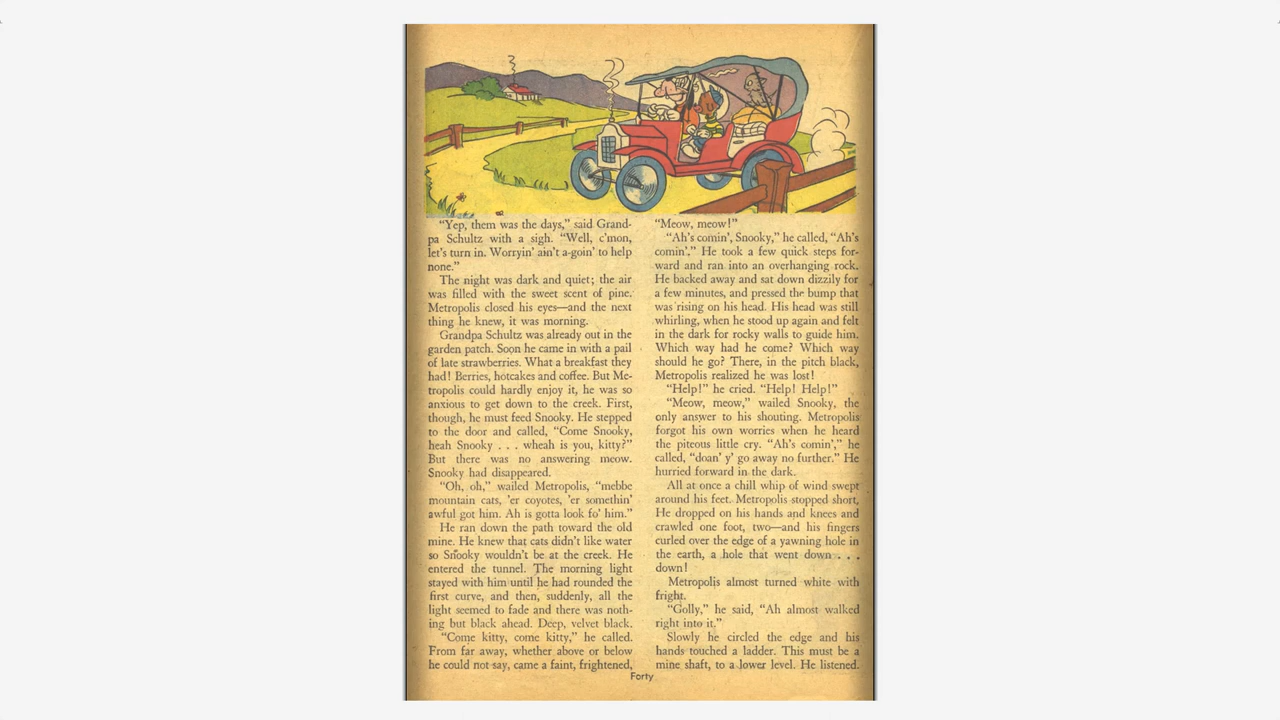 "Yep, them was the days," said Grand-
pa Schultz with a sigh. "Well, c'mon,
let's turn in. Worryin' ain't a-goin' to help
none."
The night was dark and quiet; the air
was filled with the sweet scent of pine.
Metropolis closed his eyes—and the next
thing he knew, it was morning.
Grandpa Schultz was already out in the
garden patch. Soon he came in with a pail
of late strawberries. What a breakfast they
had! Berries, hotcakes and coffee. But Me-
tropolis could hardly enjoy it, he was so
anxious to get down to the creek. First,
though, he must feed Snooky. He stepped
to the door and called, "Come Snooky,
heah Snooky . . . wheah is you, kitty?"
But there was no answering meow.
Snooky had disappeared.
"Oh, oh," wailed Metropolis, "mebbe
mountain cats, 'er coyotes, 'er somethin'
awful got him. Ah is gotta look fo' him."
He ran down the path toward the old
mine. He knew that cats didn't like water
so Snooky wouldn't be at the creek. He
entered the tunnel. The morning light
stayed with him until he had rounded the
first curve, and then, suddenly, all the
light seemed to fade and there was noth-
ing but black ahead. Deep, velvet black.
"Come kitty, come kitty," he called.
From far away, whether above or below
he could not say, came a faint, frightened,
"Meow, meow!"
"Ah's comin', Snooky," he called, "Ah's
comin'." He took a few quick steps for-
ward and ran into an overhanging rock.
He backed away and sat down dizzily for
a few minutes, and pressed the bump that
was rising on his head. His head was still
whirling, when he stood up again and felt
in the dark for rocky walls to guide him.
Which way had he come? Which way
should he go? There, in the pitch black,
Metropolis realized he was lost!
"Help!" he cried. "Help! Help!"
"Meow, meow," wailed Snooky, the
only answer to his shouting. Metropolis
forgot his own worries when he heard
the piteous little cry. "Ah's comin'," he
called, "doan' y' go away no further." He
hurried forward in the dark.
All at once a chill whip of wind swept
around his feet. Metropolis stopped short.
He dropped on his hands and knees and
crawled one foot, two—and his fingers
curled over the edge of a yawning hole in
the earth, a hole that went down . . .
down!
Metropolis almost turned white with
fright.
"Golly," he said, "Ah almost walked
right into it."
Slowly he circled the edge and his
hands touched a ladder. This must be a
mine shaft, to a lower level. He listened.
Forty